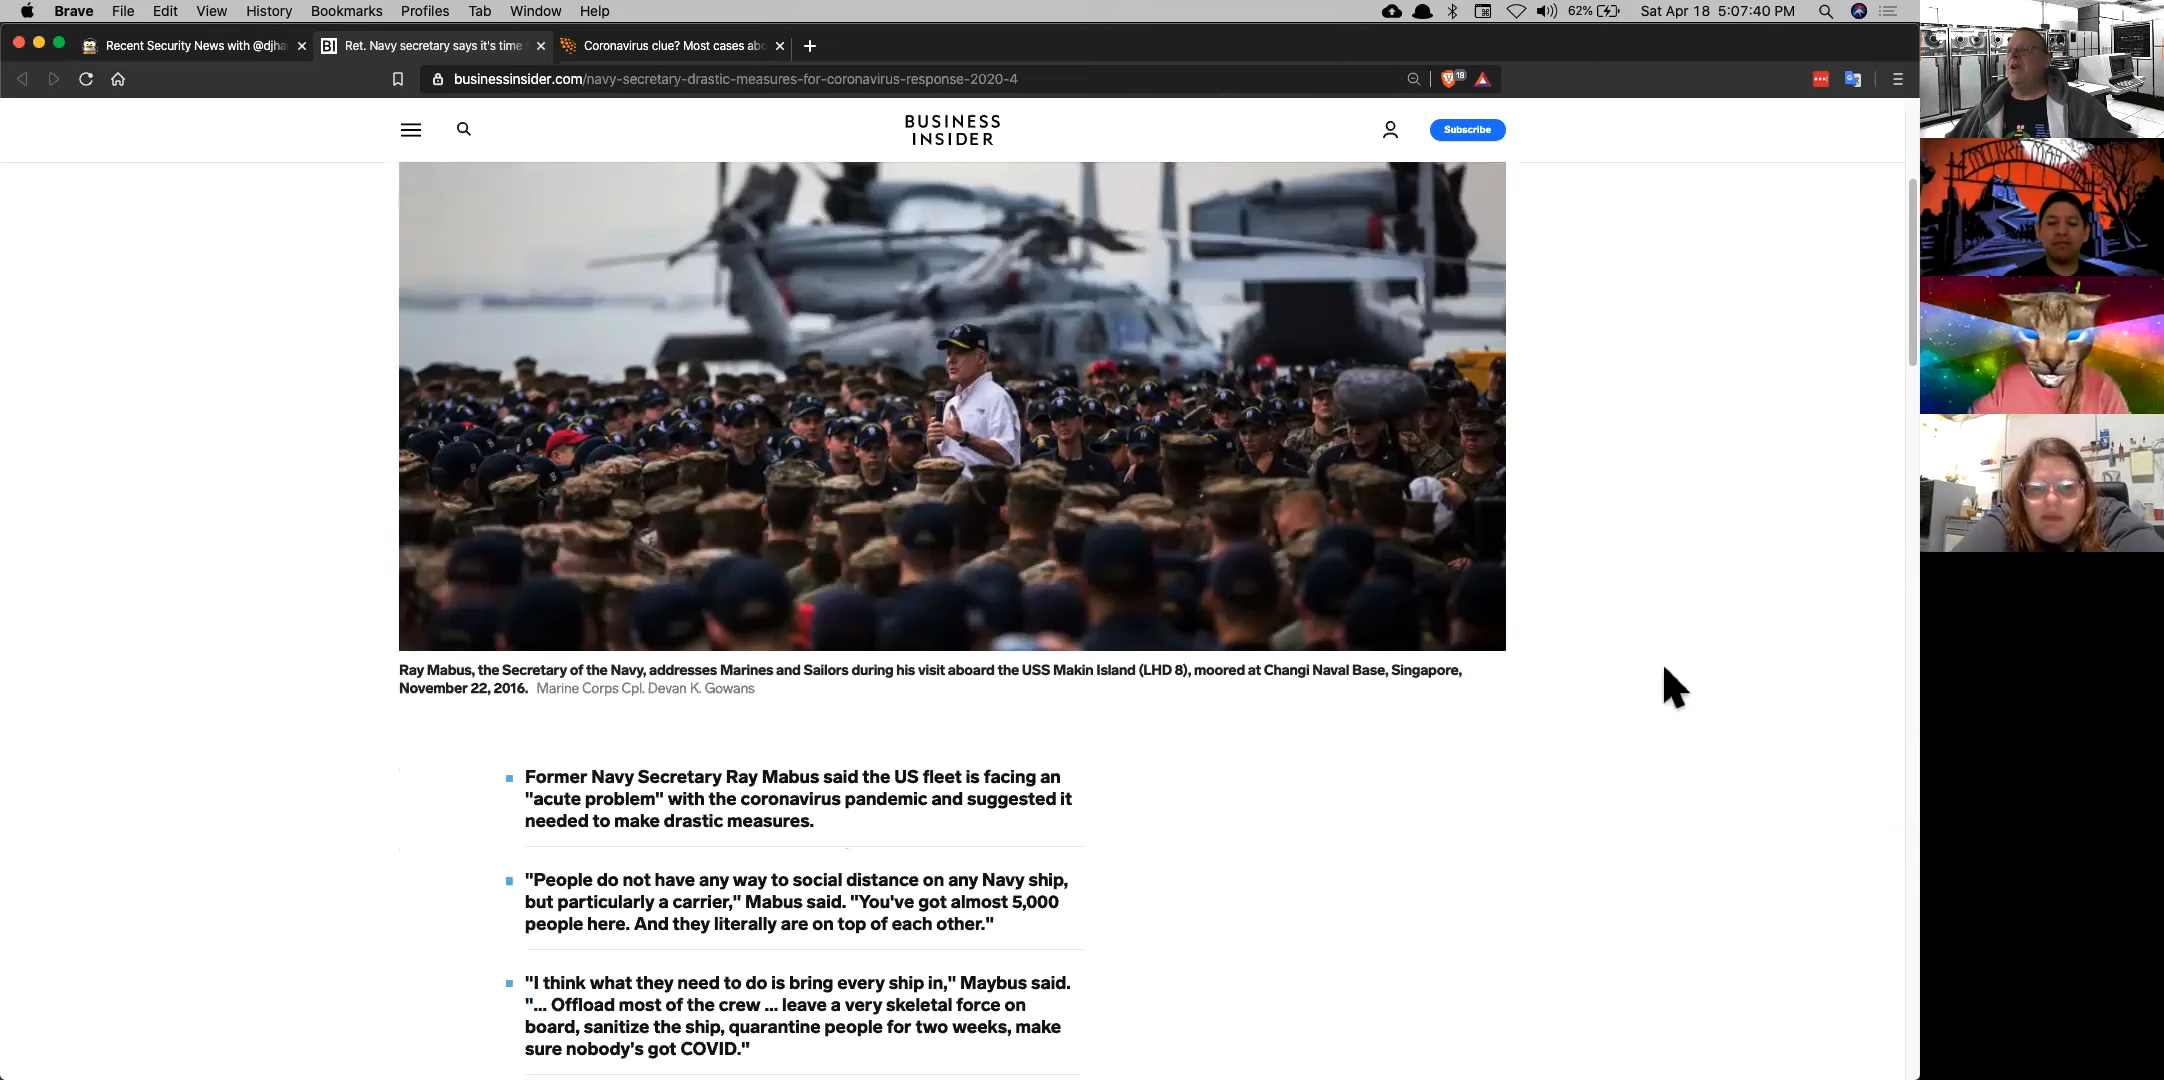 Brave File Edit View History Bookmarks Profiles Tab Window Help 62% Sat Apr 18 5:07:40 PM
Recent Security News with @djha BI Ret. Navy secretary says it's time Coronavirus clue? Most cases abo
businessinsider.com/navy-secretary-drastic-measures-for-coronavirus-response-2020-4 18
BUSINESS
INSIDER
Subscribe
Ray Mabus, the Secretary of the Navy, addresses Marines and Sailors during his visit aboard the USS Makin Island (LHD 8), moored at Changi Naval Base, Singapore,
November 22, 2016. Marine Corps Cpl. Devan K. Gowans
Former Navy Secretary Ray Mabus said the US fleet is facing an
"acute problem" with the coronavirus pandemic and suggested it
needed to make drastic measures.
"People do not have any way to social distance on any Navy ship,
but particularly a carrier," Mabus said. "You've got almost 5,000
people here. And they literally are on top of each other."
"I think what they need to do is bring every ship in," Maybus said.
"... Offload most of the crew ... leave a very skeletal force on
board, sanitize the ship, quarantine people for two weeks, make
sure nobody's got COVID."